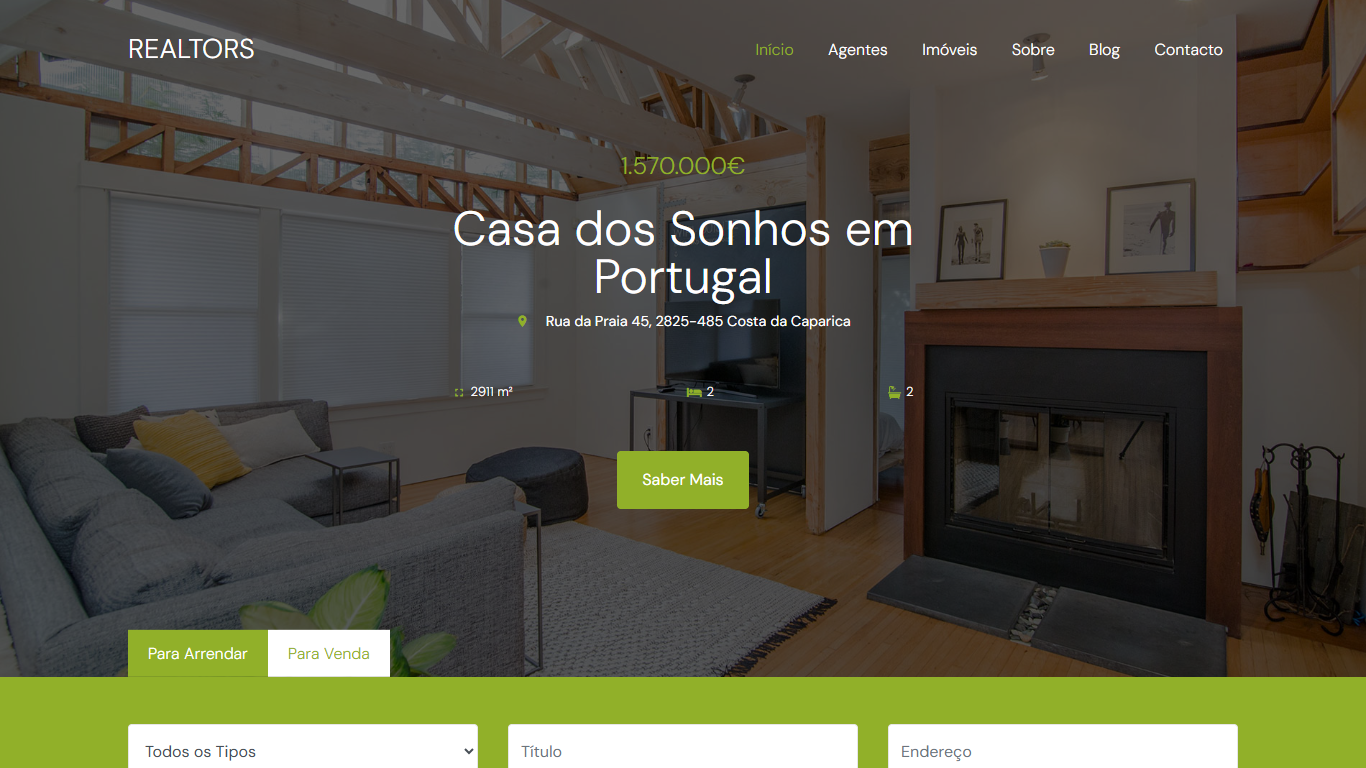 REALTORS
Início Agentes Imóveis Sobre Blog Contacto
1.570.000€
Casa dos Sonhos em
Portugal
Rua da Praia 45, 2825-485 Costa da Caparica
2911 m² 2 2
Saber Mais
Para Arrendar Para Venda
Todos os Tipos Título Endereço